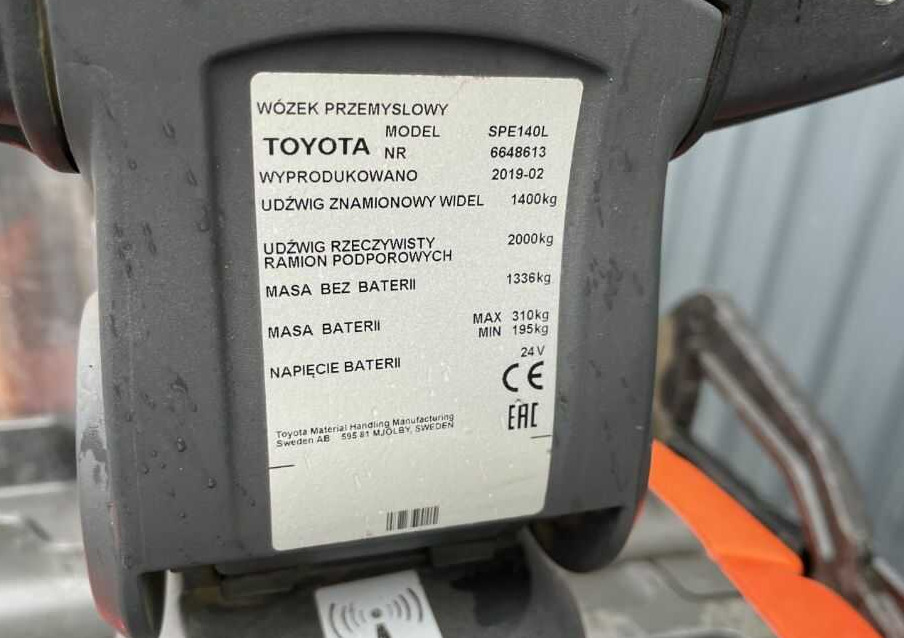 WÓZEK PRZEMYSLOWY
TOYOTA MODEL SPE140L
NR 6648613
WYPRODUKOWANO 2019-02
UDŹWIG ZNAMIONOWY WIDEL 1400kg
UDŹWIG RZECZYWISTY 2000kg
RAMION PODPOROWYCH
MASA BEZ BATERII 1336kg
MASA BATERII MAX 310kg
MIN 195kg
NAPIĘCIE BATERII 24V
CE
EAC
Toyota Material Handling Manufacturing
Sweden AB 595 81 MJÖLBY, SWEDEN